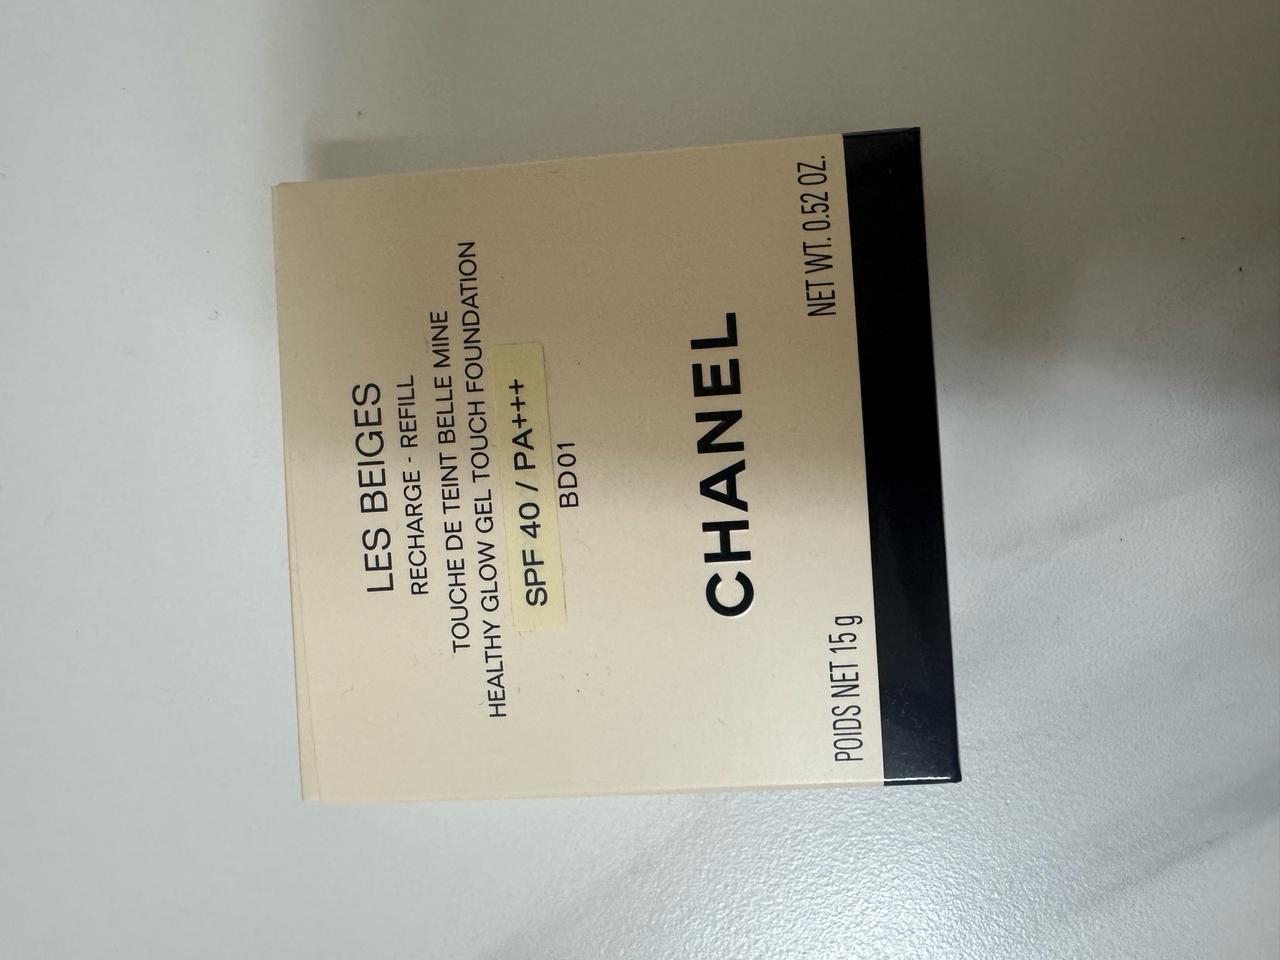 LES BEIGES
RECHARGE - REFILL
TOUCHE DE TEINT BELLE MINE
HEALTHY GLOW GEL TOUCH FOUNDATION
SPF 40 / PA+++
BD01
CHANEL
POIDS NET 15 g NET WT. 0.52 OZ.